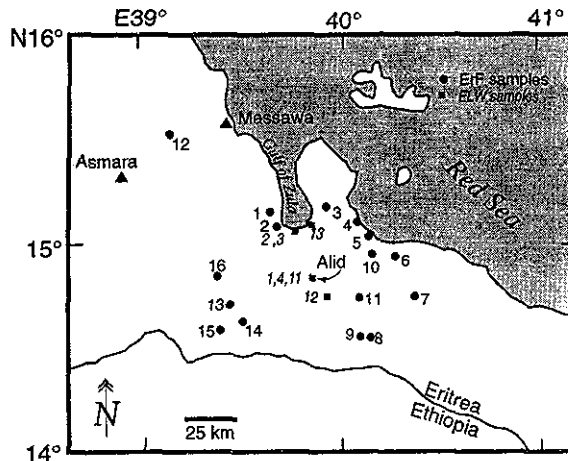 E39° 40° 41°
N16°
ErF samples
ELW samples
Massawa
Asmara
12
Gulf of Zula
Red Sea
1
2
3
4
2,3
13
5
15°
10
6
16
Alid
1,4,11
12
11
7
13
14
15
9
8
Eritrea
Ethiopia
N
25 km
14°